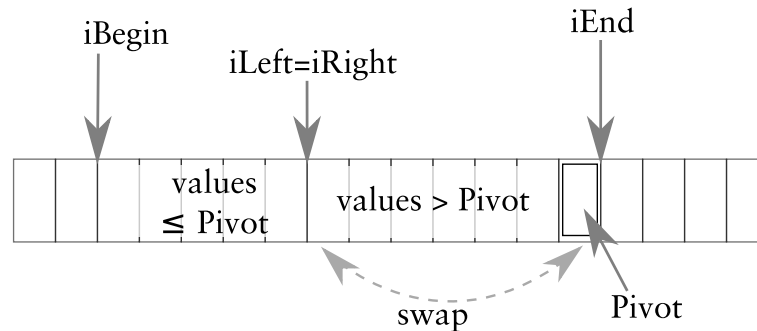 iBegin
iEnd
iLeft=iRight
values
≤ Pivot
values > Pivot
swap
Pivot